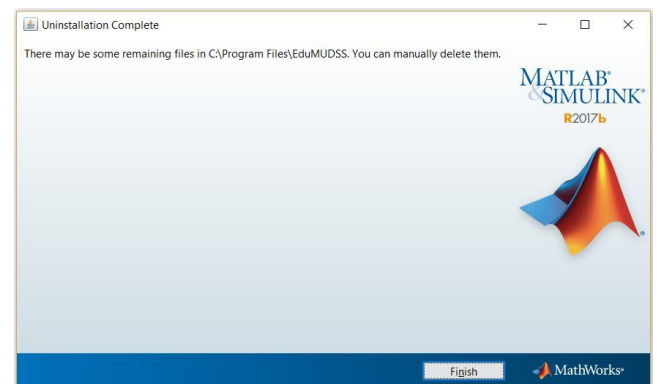 Uninstallation Complete
There may be some remaining files in C:\Program Files\EduMUDSS. You can manually delete them.
MATLAB®
&SIMULINK®
R2017b
Finish
MathWorks®